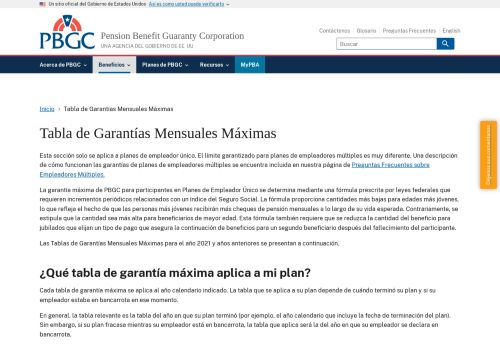 Un sitio oficial del Gobierno de Estados Unidos Así es como usted puede verificarlo
PBGC
Pension Benefit Guaranty Corporation
UNA AGENCIA DEL GOBIERNO DE EE. UU
Contáctenos Glosario Preguntas Frecuentes English
Buscar
Acerca de PBGC Beneficios Planes de PBGC Recursos MyPBA
Inicio Tabla de Garantías Mensuales Máximas
Tabla de Garantías Mensuales Máximas
Esta sección solo se aplica a planes de empleador único. El límite garantizado para planes de empleadores múltiples es muy diferente. Una descripción
de cómo funcionan las garantías de planes de empleadores múltiples se encuentra incluida en nuestra página de Preguntas Frecuentes sobre
Empleadores Múltiples.
La garantía máxima de PBGC para participantes en Planes de Empleador Único se determina mediante una fórmula prescrita por leyes federales que
requieren incrementos periódicos relacionados con un índice del Seguro Social. La fórmula proporciona cantidades más bajas para edades más jóvenes,
lo que refleja el hecho de que las personas más jóvenes recibirán más cheques de pensión mensuales a lo largo de su vida esperada. Contrariamente, se
estipula que la cantidad sea más alta para beneficiarios de mayor edad. Esta fórmula también requiere que se reduzca la cantidad del beneficio para
jubilados que elijan un tipo de pago que asegura la continuación de beneficios para un segundo beneficiario después del fallecimiento del participante.
Las Tablas de Garantías Mensuales Máximas para el año 2021 y años anteriores se presentan a continuación.
¿Qué tabla de garantía máxima aplica a mi plan?
Cada tabla de garantía máxima se aplica al año calendario indicado. La tabla que se aplica a su plan depende de cuándo terminó su plan y si su
empleador estaba en bancarrota en ese momento.
En general, la tabla relevante es la tabla del año en que su plan terminó (por ejemplo, el año calendario que incluye la fecha de terminación del plan).
Sin embargo, si su plan fracasa mientras su empleador está en bancarrota, la tabla que aplica será la del año en que su empleador se declara en
bancarrota.